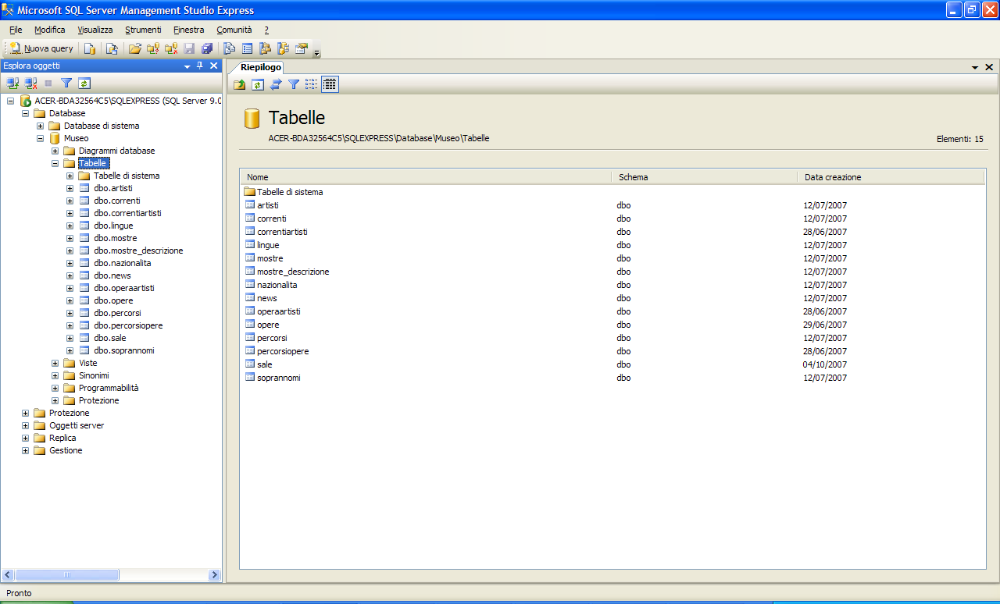 Microsoft SQL Server Management Studio Express
File Modifica Visualizza Strumenti Finestra Comunità ?
Nuova query
Esplora oggetti
ACER-BDA32564C5\SQLEXPRESS (SQL Server 9.0
Database
Database di sistema
Museo
Diagrammi database
Tabelle
Tabelle di sistema
dbo.artisti
dbo.correnti
dbo.correntiartisti
dbo.lingue
dbo.mostre
dbo.mostre_descrizione
dbo.nazionalita
dbo.news
dbo.operaartisti
dbo.opere
dbo.percorsi
dbo.percorsiopere
dbo.sale
dbo.soprannomi
Viste
Sinonimi
Programmabilità
Protezione
Protezione
Oggetti server
Replica
Gestione
Riepilogo
Tabelle
ACER-BDA32564C5\SQLEXPRESS\Database\Museo\Tabelle
Elementi: 15
Nome Schema Data creazione
Tabelle di sistema
artisti dbo 12/07/2007
correnti dbo 12/07/2007
correntiartisti dbo 28/06/2007
lingue dbo 12/07/2007
mostre dbo 12/07/2007
mostre_descrizione dbo 12/07/2007
nazionalita dbo 12/07/2007
news dbo 12/07/2007
operaartisti dbo 28/06/2007
opere dbo 29/06/2007
percorsi dbo 12/07/2007
percorsiopere dbo 28/06/2007
sale dbo 04/10/2007
soprannomi dbo 12/07/2007
Pronto